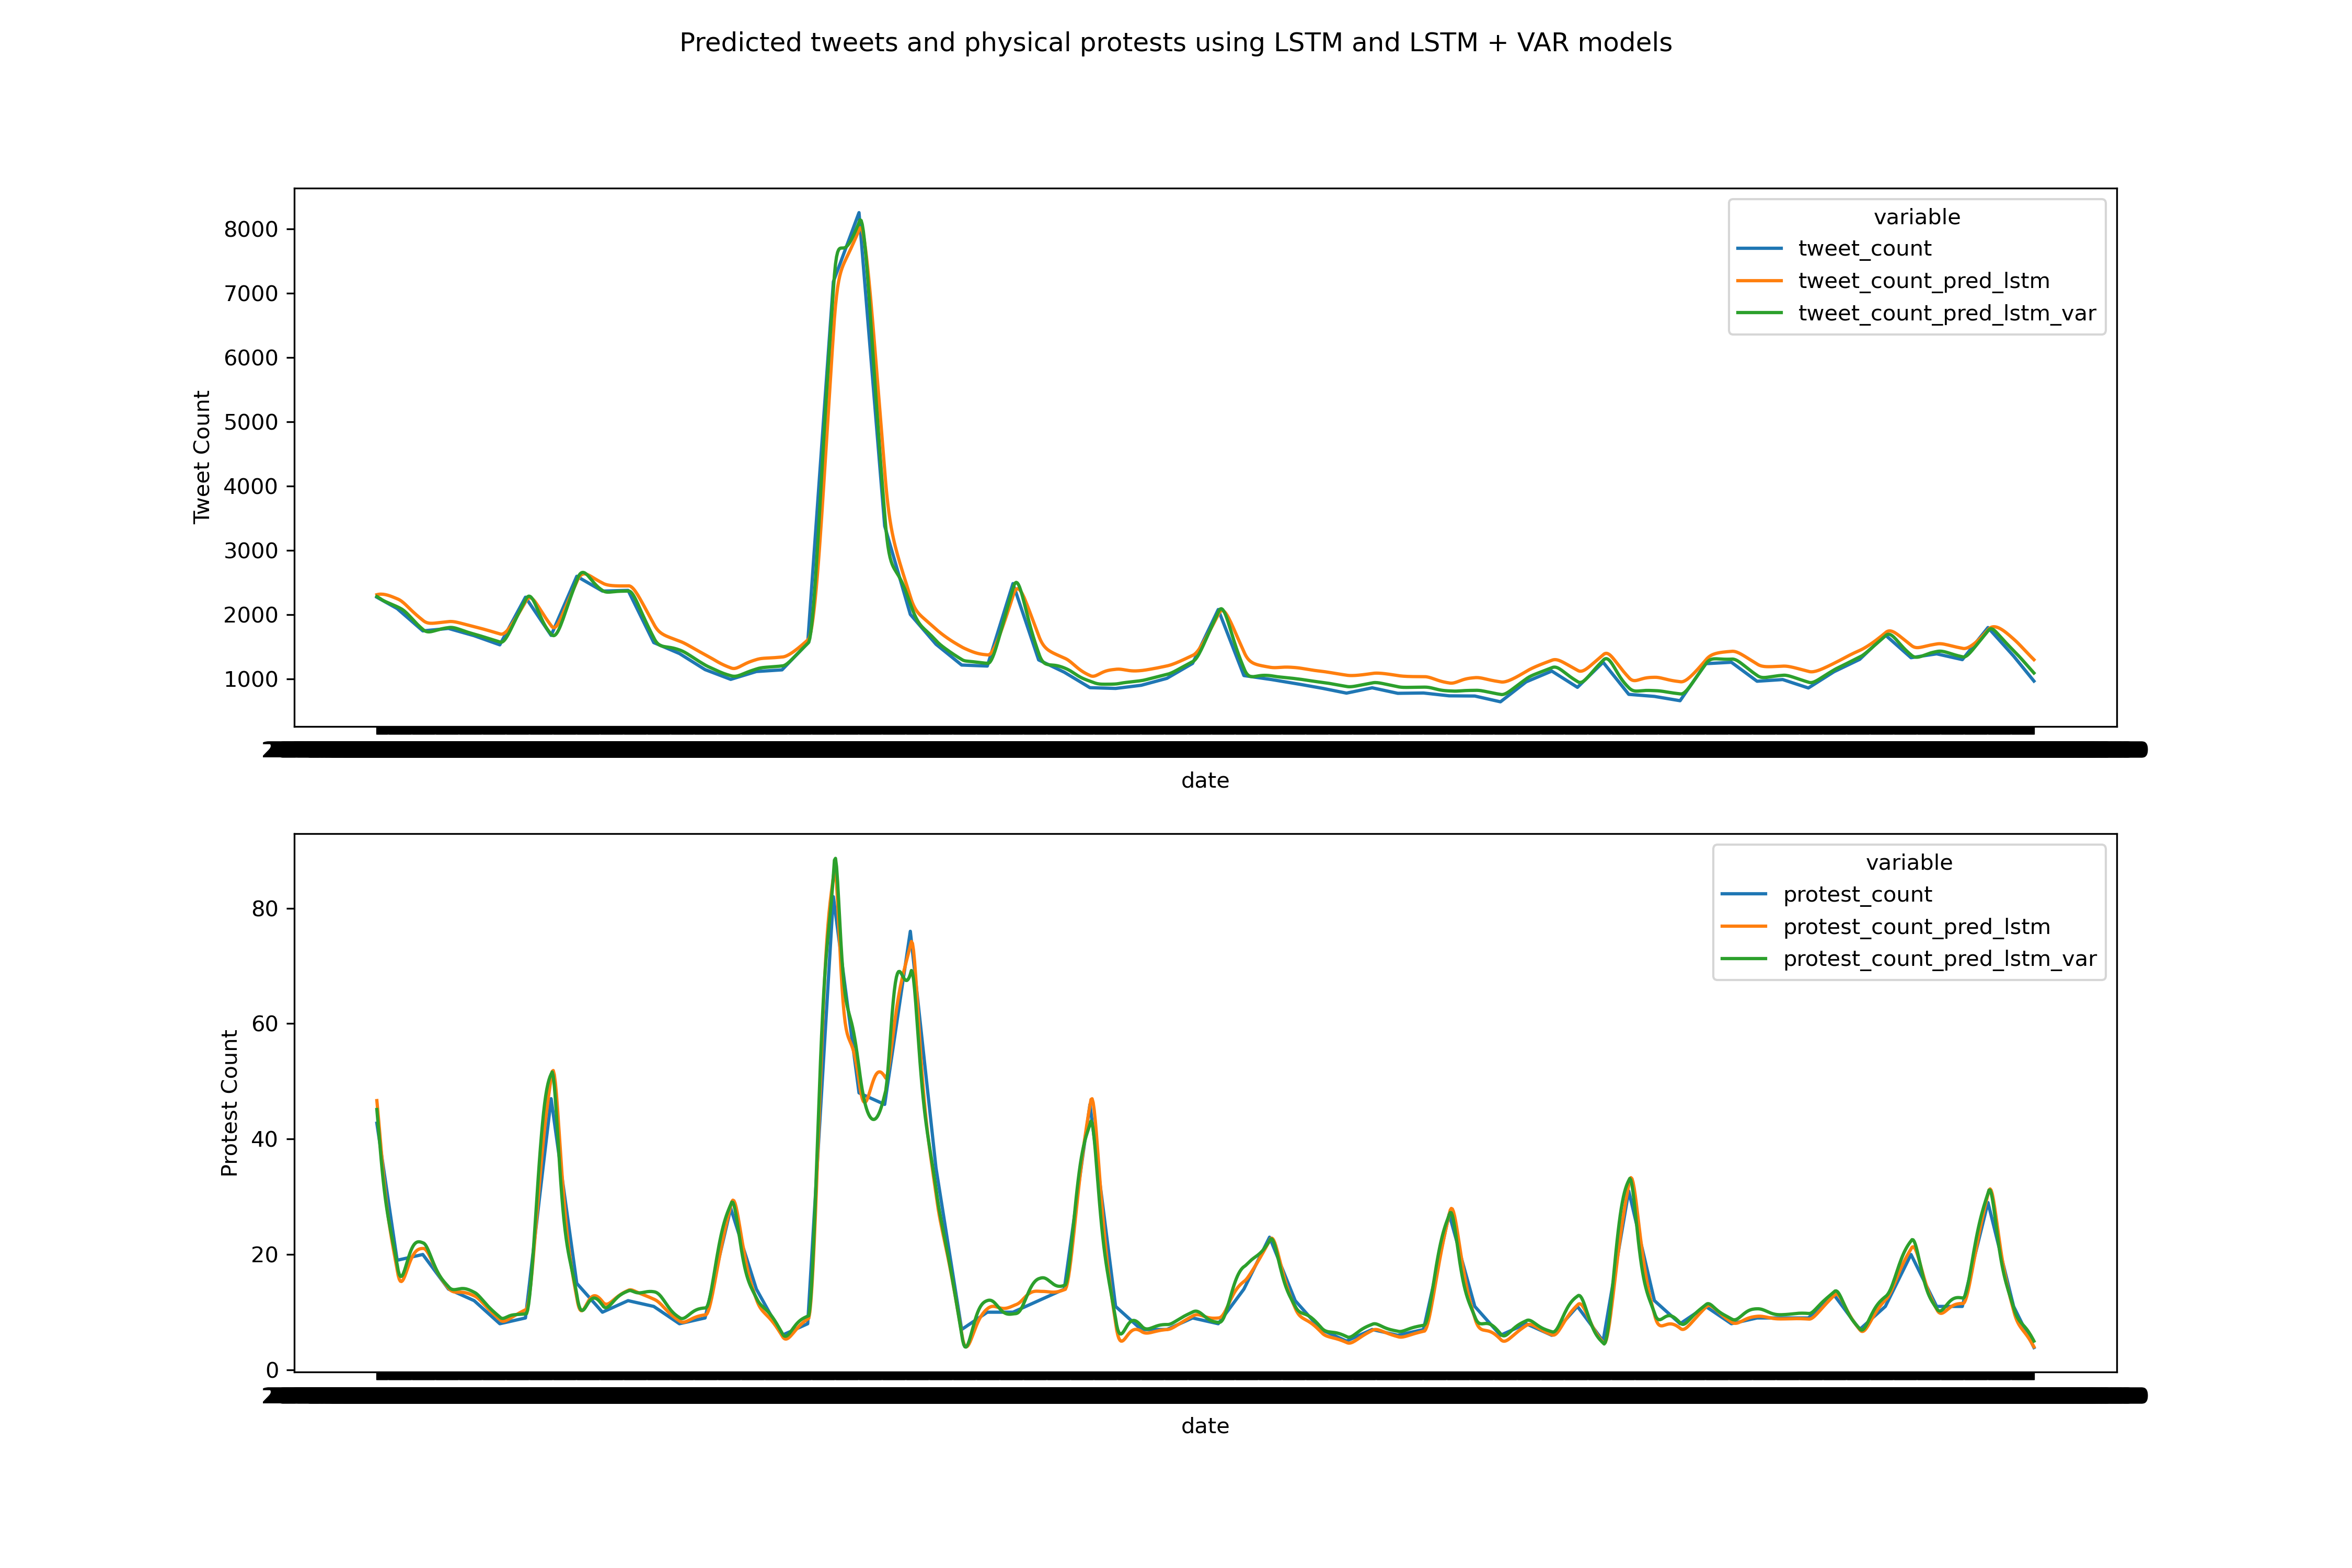 Predicted tweets and physical protests using LSTM and LSTM + VAR models
variable
tweet_count
tweet_count_pred_lstm
tweet_count_pred_lstm_var
8000
7000
6000
5000
4000
3000
2000
1000
Tweet Count
date
variable
protest_count
protest_count_pred_lstm
protest_count_pred_lstm_var
80
60
40
20
0
Protest Count
date